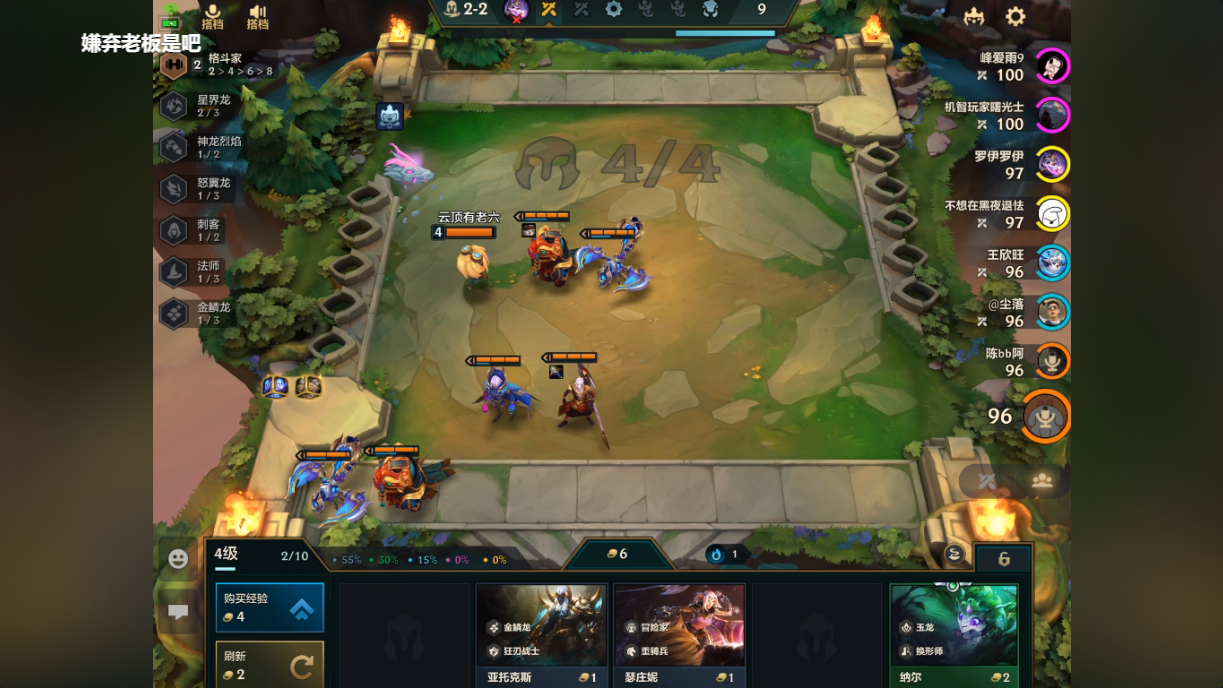 搭档
搭档
2-2
9
嫌弃老板是吧
2
格斗家
2 > 4 > 6 > 8
星界龙
2 / 3
神龙烈焰
1 / 2
怒翼龙
1 / 3
刺客
1 / 2
法师
1 / 3
金鳞龙
1 / 3
4/4
云顶有老六
4
峰爱雨9
100
机智玩家曙光士
100
罗伊罗伊
97
不想在黑夜退怯
97
王欣旺
96
@尘落
96
陈bb阿
96
96
4级
2/10
55%
30%
15%
0%
0%
6
1
购买经验
4
刷新
2
金鳞龙
狂刃战士
亚托克斯
1
冒险家
重骑兵
瑟庄妮
1
玉龙
换形师
纳尔
2